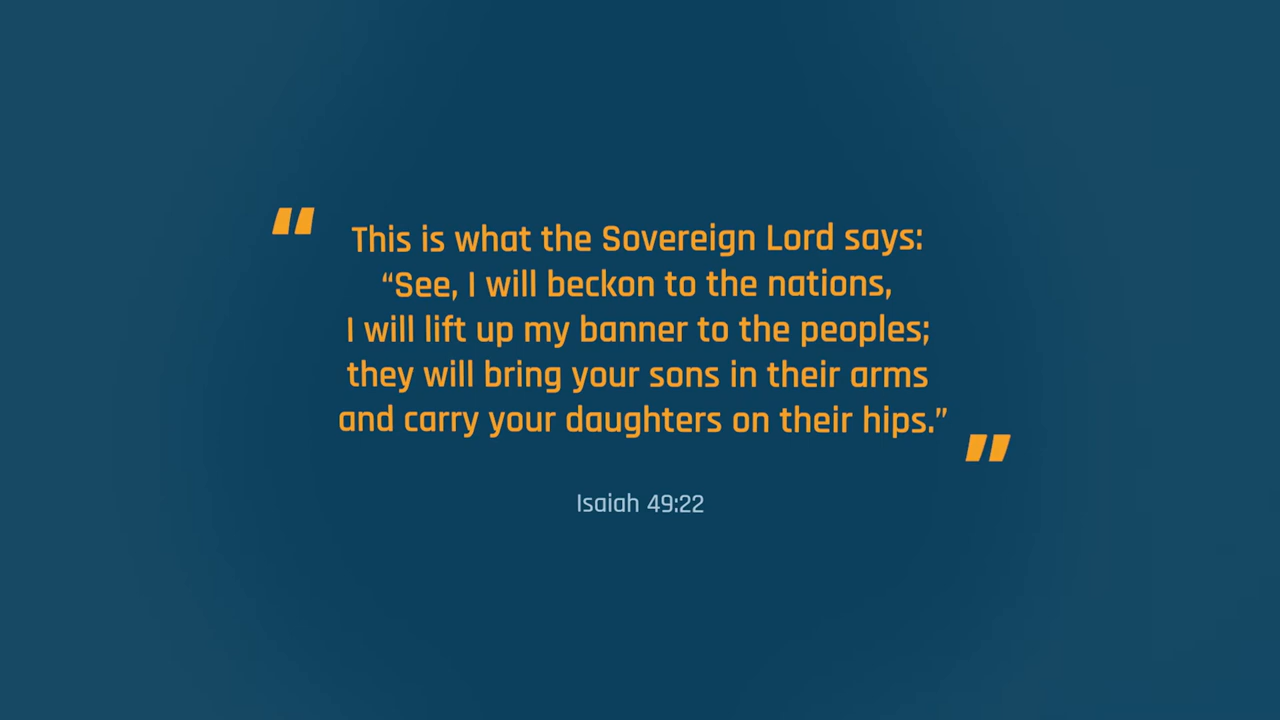 “
This is what the Sovereign Lord says:
“See, I will beckon to the nations,
I will lift up my banner to the peoples;
they will bring your sons in their arms
and carry your daughters on their hips.”
”
Isaiah 49:22